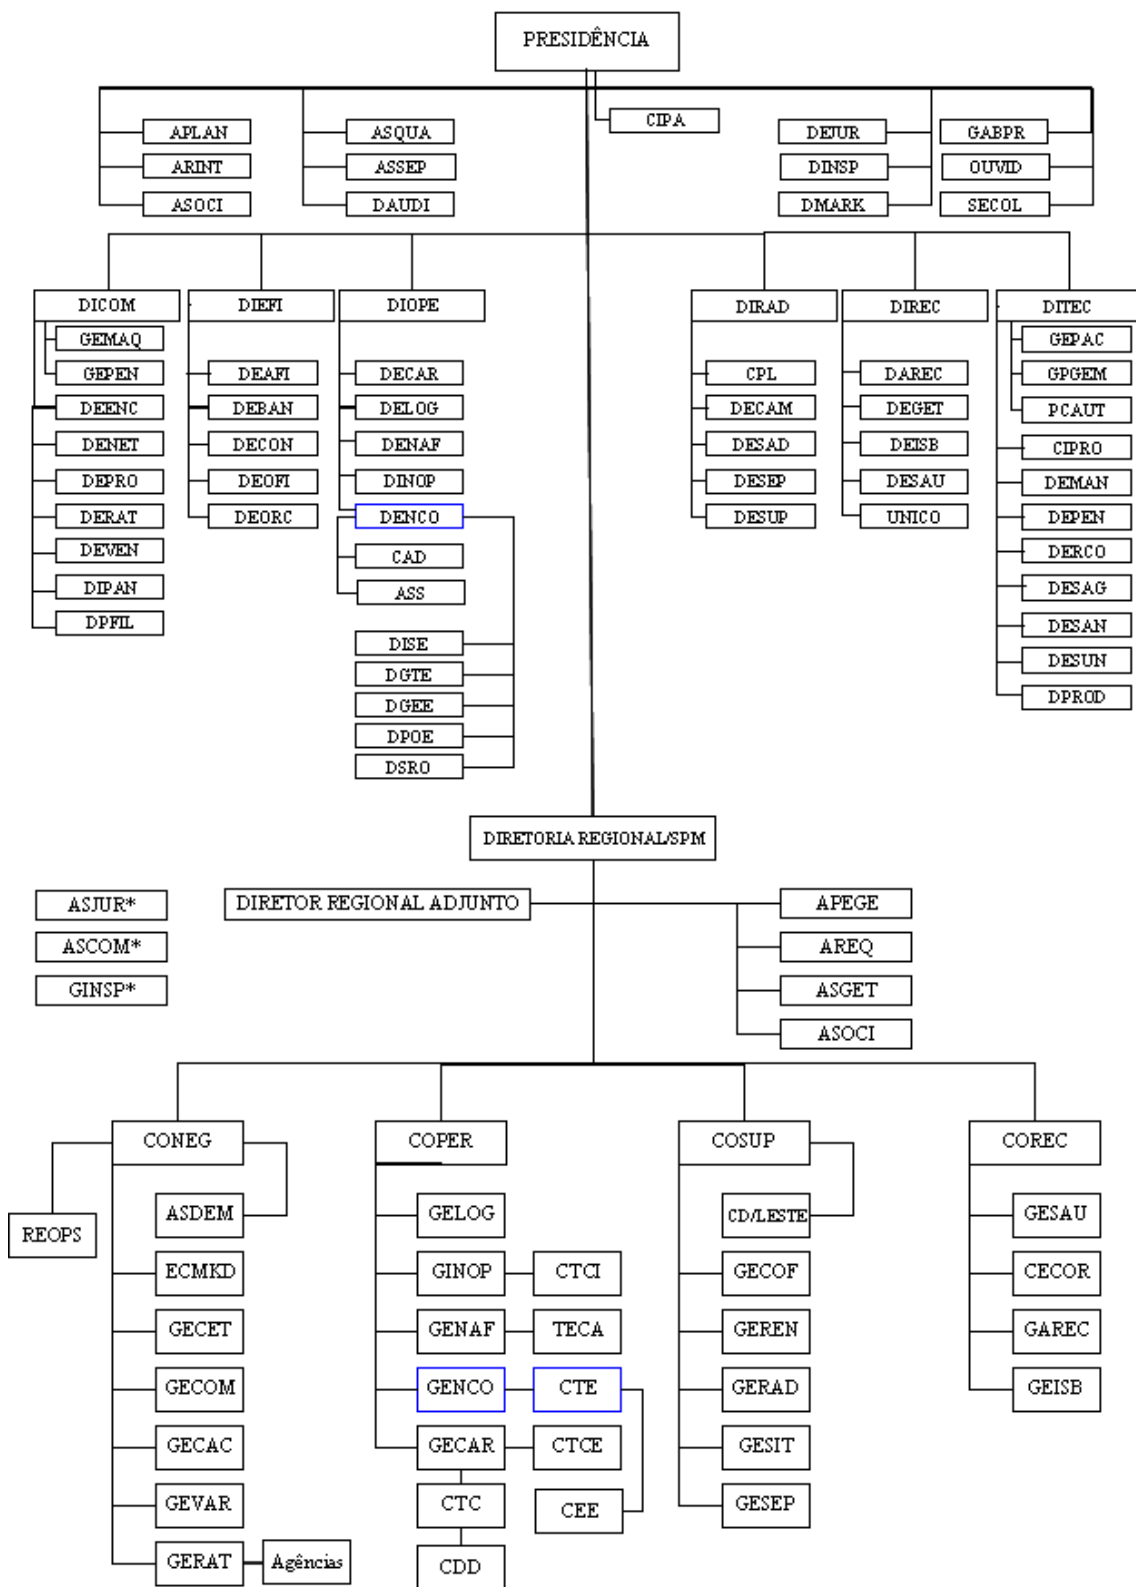 PRESIDÊNCIA
CIPA
APLAN
ARINT
ASOCI
ASQUA
ASSEP
DAUDI
DEJUR
DINSP
DMARK
GABPR
OUVID
SECOL
DICOM
GEMAQ
GEPEN
DEENC
DENET
DEPRO
DERAT
DEVEN
DIPAN
DPFIL
DIEFI
DEAFI
DEBAN
DECON
DEOFI
DEORC
DIOPE
DECAR
DELOG
DENAF
DINOP
DENCO
CAD
ASS
DISE
DGTE
DGEE
DPOE
DSRO
DIRAD
CPL
DECAM
DESAD
DESEP
DESUP
DIREC
DAREC
DEGET
DEISB
DESAU
UNICO
DITEC
GEPAC
GPGEM
PCAUT
CIPRO
DEMAN
DEPEN
DERCO
DESAG
DESAN
DESUN
DPROD
DIRETORIA REGIONAL/SPM
ASJUR*
ASCOM*
GINSP*
DIRETOR REGIONAL ADJUNTO
APEGE
AREQ
ASGET
ASOCI
CONEG
REOPS
ASDEM
ECMKD
GECET
GECOM
GECAC
GEVAR
GERAT
Agências
COPER
GELOG
GINOP
CTCI
GENAF
TECA
GENCO
CTE
GECAR
CTCE
CTC
CEE
CDD
COSUP
CD/LESTE
GECOF
GEREN
GERAD
GESIT
GESEP
COREC
GESAU
CECOR
GAREC
GEISB